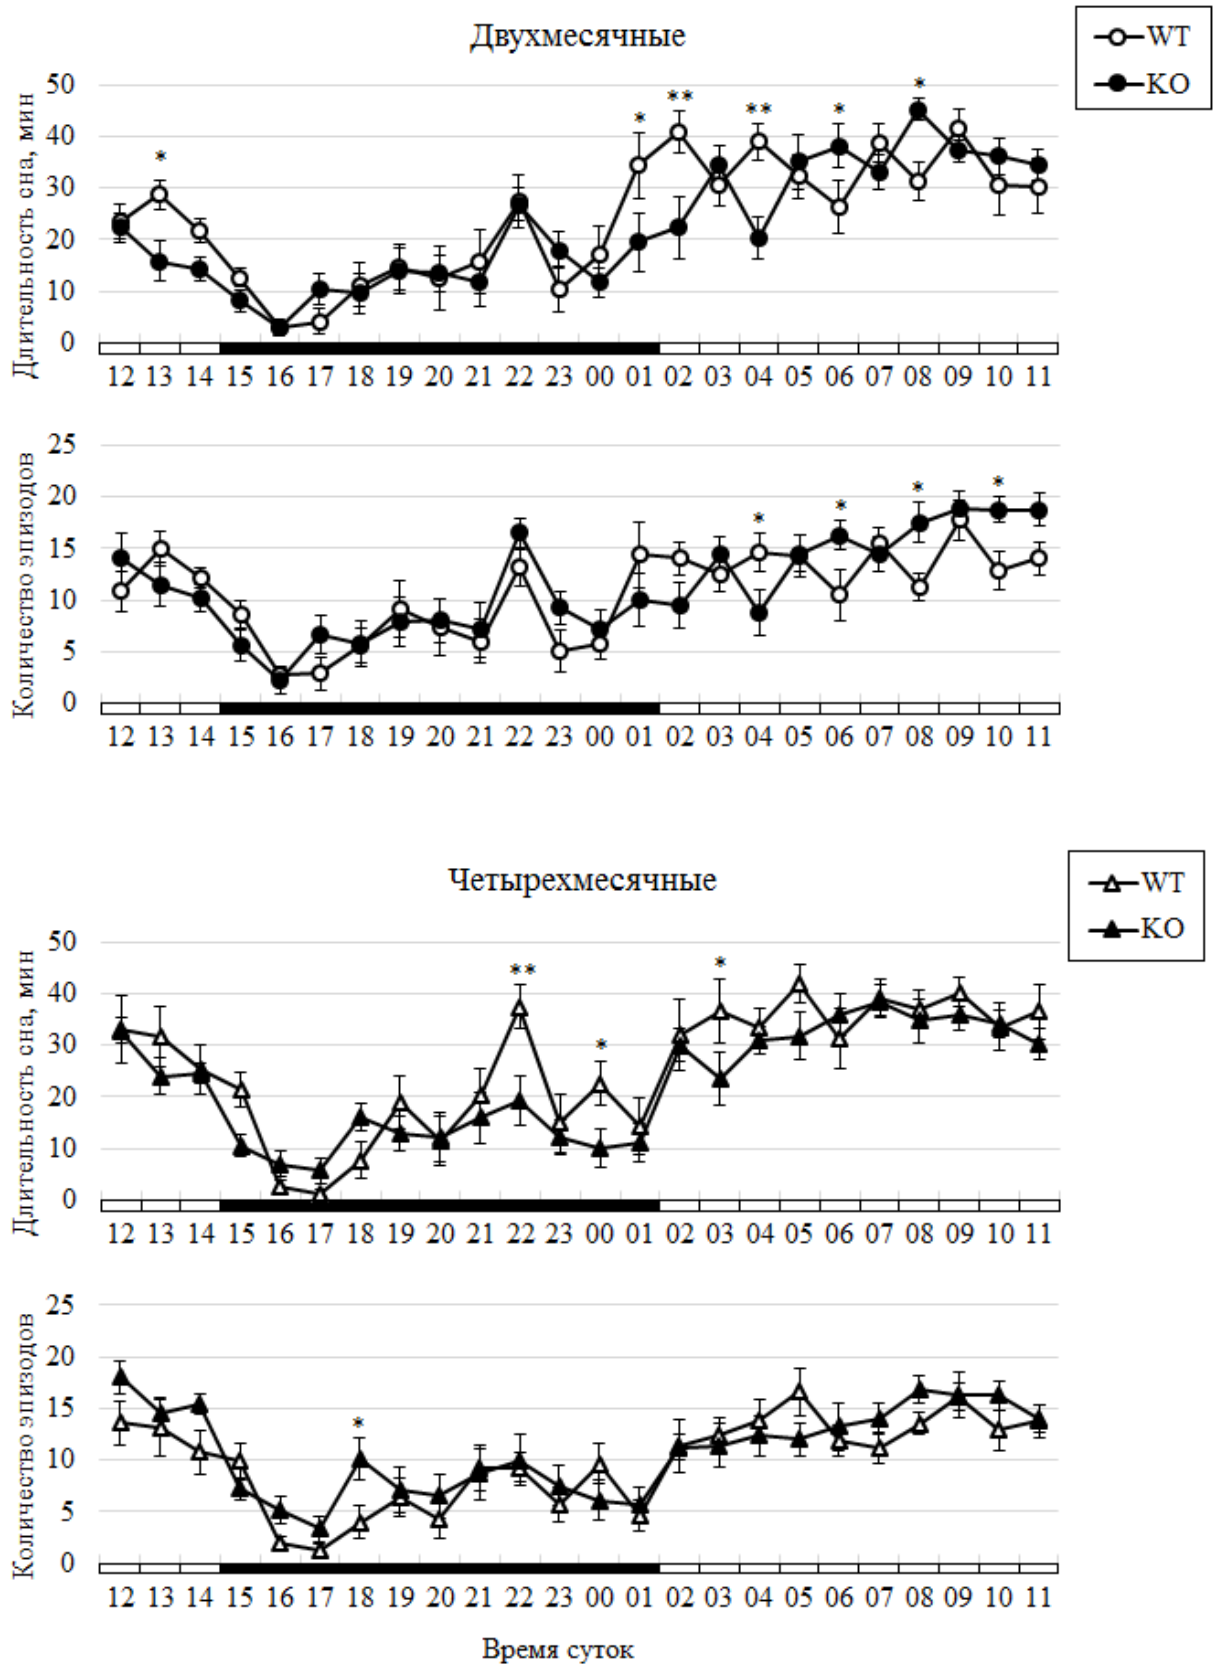 Двухмесячные
WT
KO
Длительность сна, мин
50
40
30
20
10
0
* * ** ** * *
12 13 14 15 16 17 18 19 20 21 22 23 00 01 02 03 04 05 06 07 08 09 10 11
Количество эпизодов
25
20
15
10
5
0
* * * *
12 13 14 15 16 17 18 19 20 21 22 23 00 01 02 03 04 05 06 07 08 09 10 11
Четырехмесячные
WT
KO
Длительность сна, мин
50
40
30
20
10
0
** * *
12 13 14 15 16 17 18 19 20 21 22 23 00 01 02 03 04 05 06 07 08 09 10 11
Количество эпизодов
25
20
15
10
5
0
*
12 13 14 15 16 17 18 19 20 21 22 23 00 01 02 03 04 05 06 07 08 09 10 11
Время суток